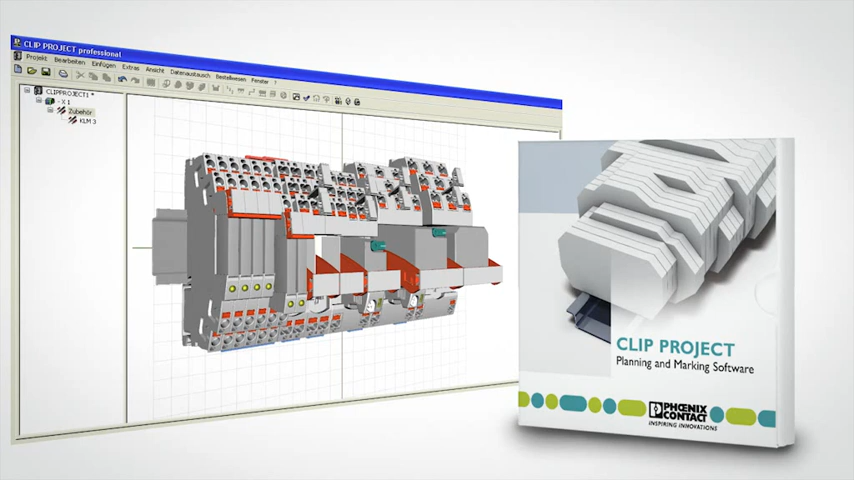 CLIP PROJECT professional
Projekt Bearbeiten Einfügen Extras Ansicht Datenaustausch Bestellwesen Fenster ?
CLIPPROJECT1 *
- X 1
Zubehör
KLM 3
CLIP PROJECT
Planning and Marking Software
PHŒNIX
CONTACT
INSPIRING INNOVATIONS